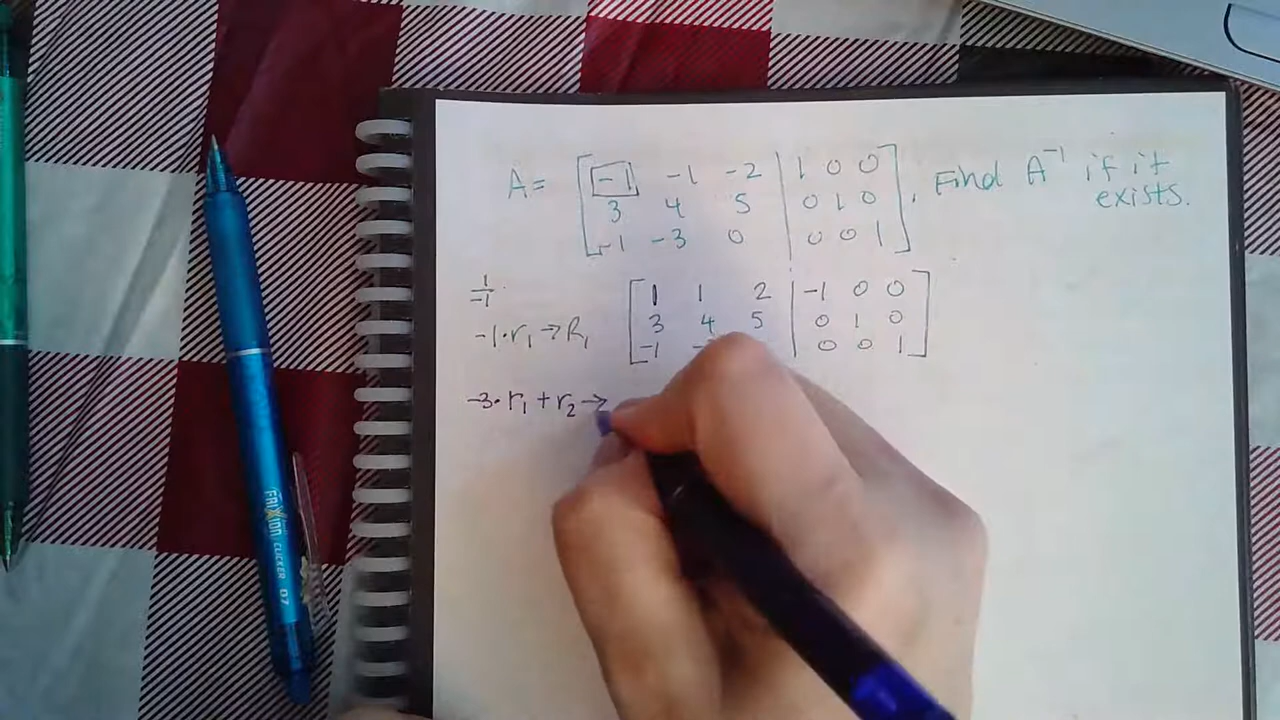 A = [ -1 -1 -2 | 1 0 0 ], Find A⁻¹ if it exists.
3 4 5 | 0 1 0
-1 -3 0 | 0 0 1
1/-1
[ 1 1 2 | -1 0 0 ]
-1·r₁→R₁
3 4 5 | 0 1 0
-1 | 0 0 1
-3·r₁+r₂→
FRIXION CLICKER 07